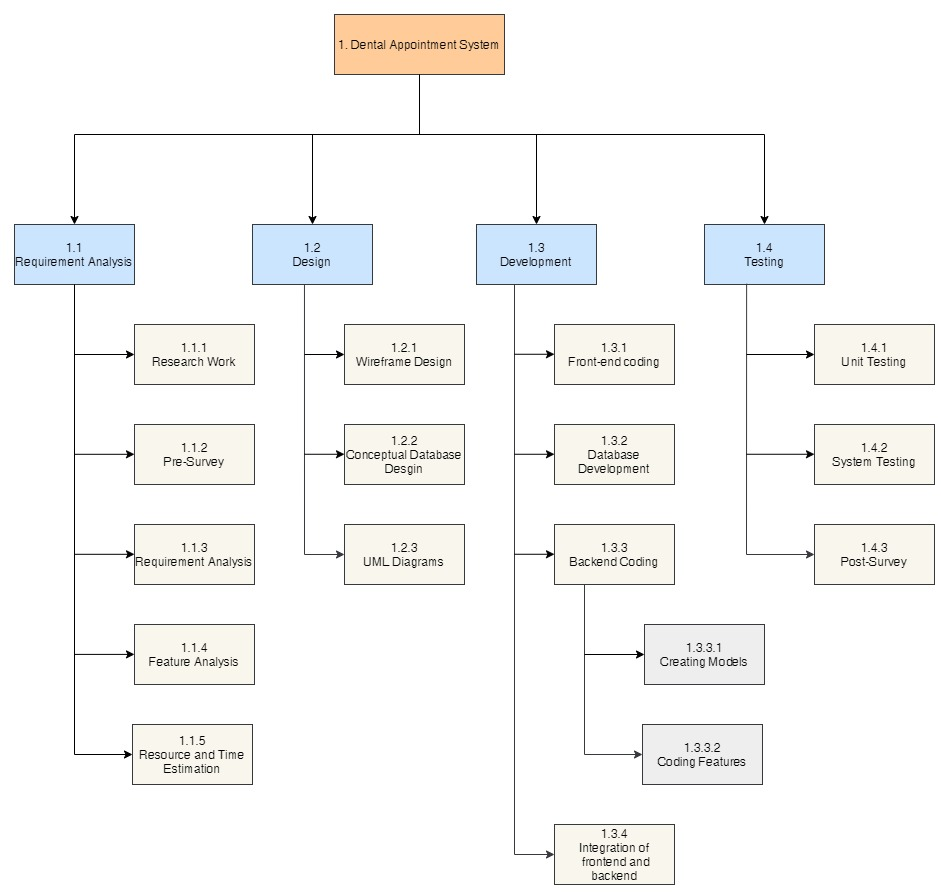 1. Dental Appointment System
1.1
Requirement Analysis
1.2
Design
1.3
Development
1.4
Testing
1.1.1
Research Work
1.2.1
Wireframe Design
1.3.1
Front-end coding
1.4.1
Unit Testing
1.1.2
Pre-Survey
1.2.2
Conceptual Database
Desgin
1.3.2
Database
Development
1.4.2
System Testing
1.1.3
Requirement Analysis
1.2.3
UML Diagrams
1.3.3
Backend Coding
1.4.3
Post-Survey
1.1.4
Feature Analysis
1.3.3.1
Creating Models
1.1.5
Resource and Time
Estimation
1.3.3.2
Coding Features
1.3.4
Integration of
frontend and
backend